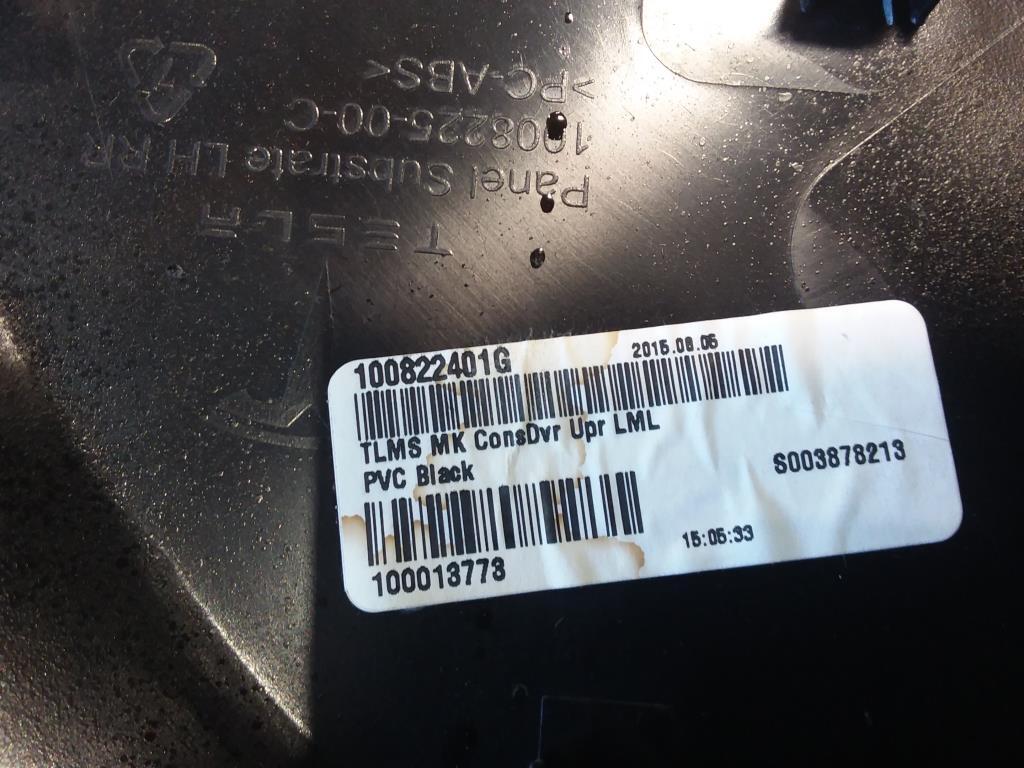 TESLA
Panel Substrate LH RR
1008225-00-C
>PC-ABS<
100822401G
2015.08.05
TLMS MK ConsDvr Upr LML
PVC Black
S003878213
15:05:33
100013773